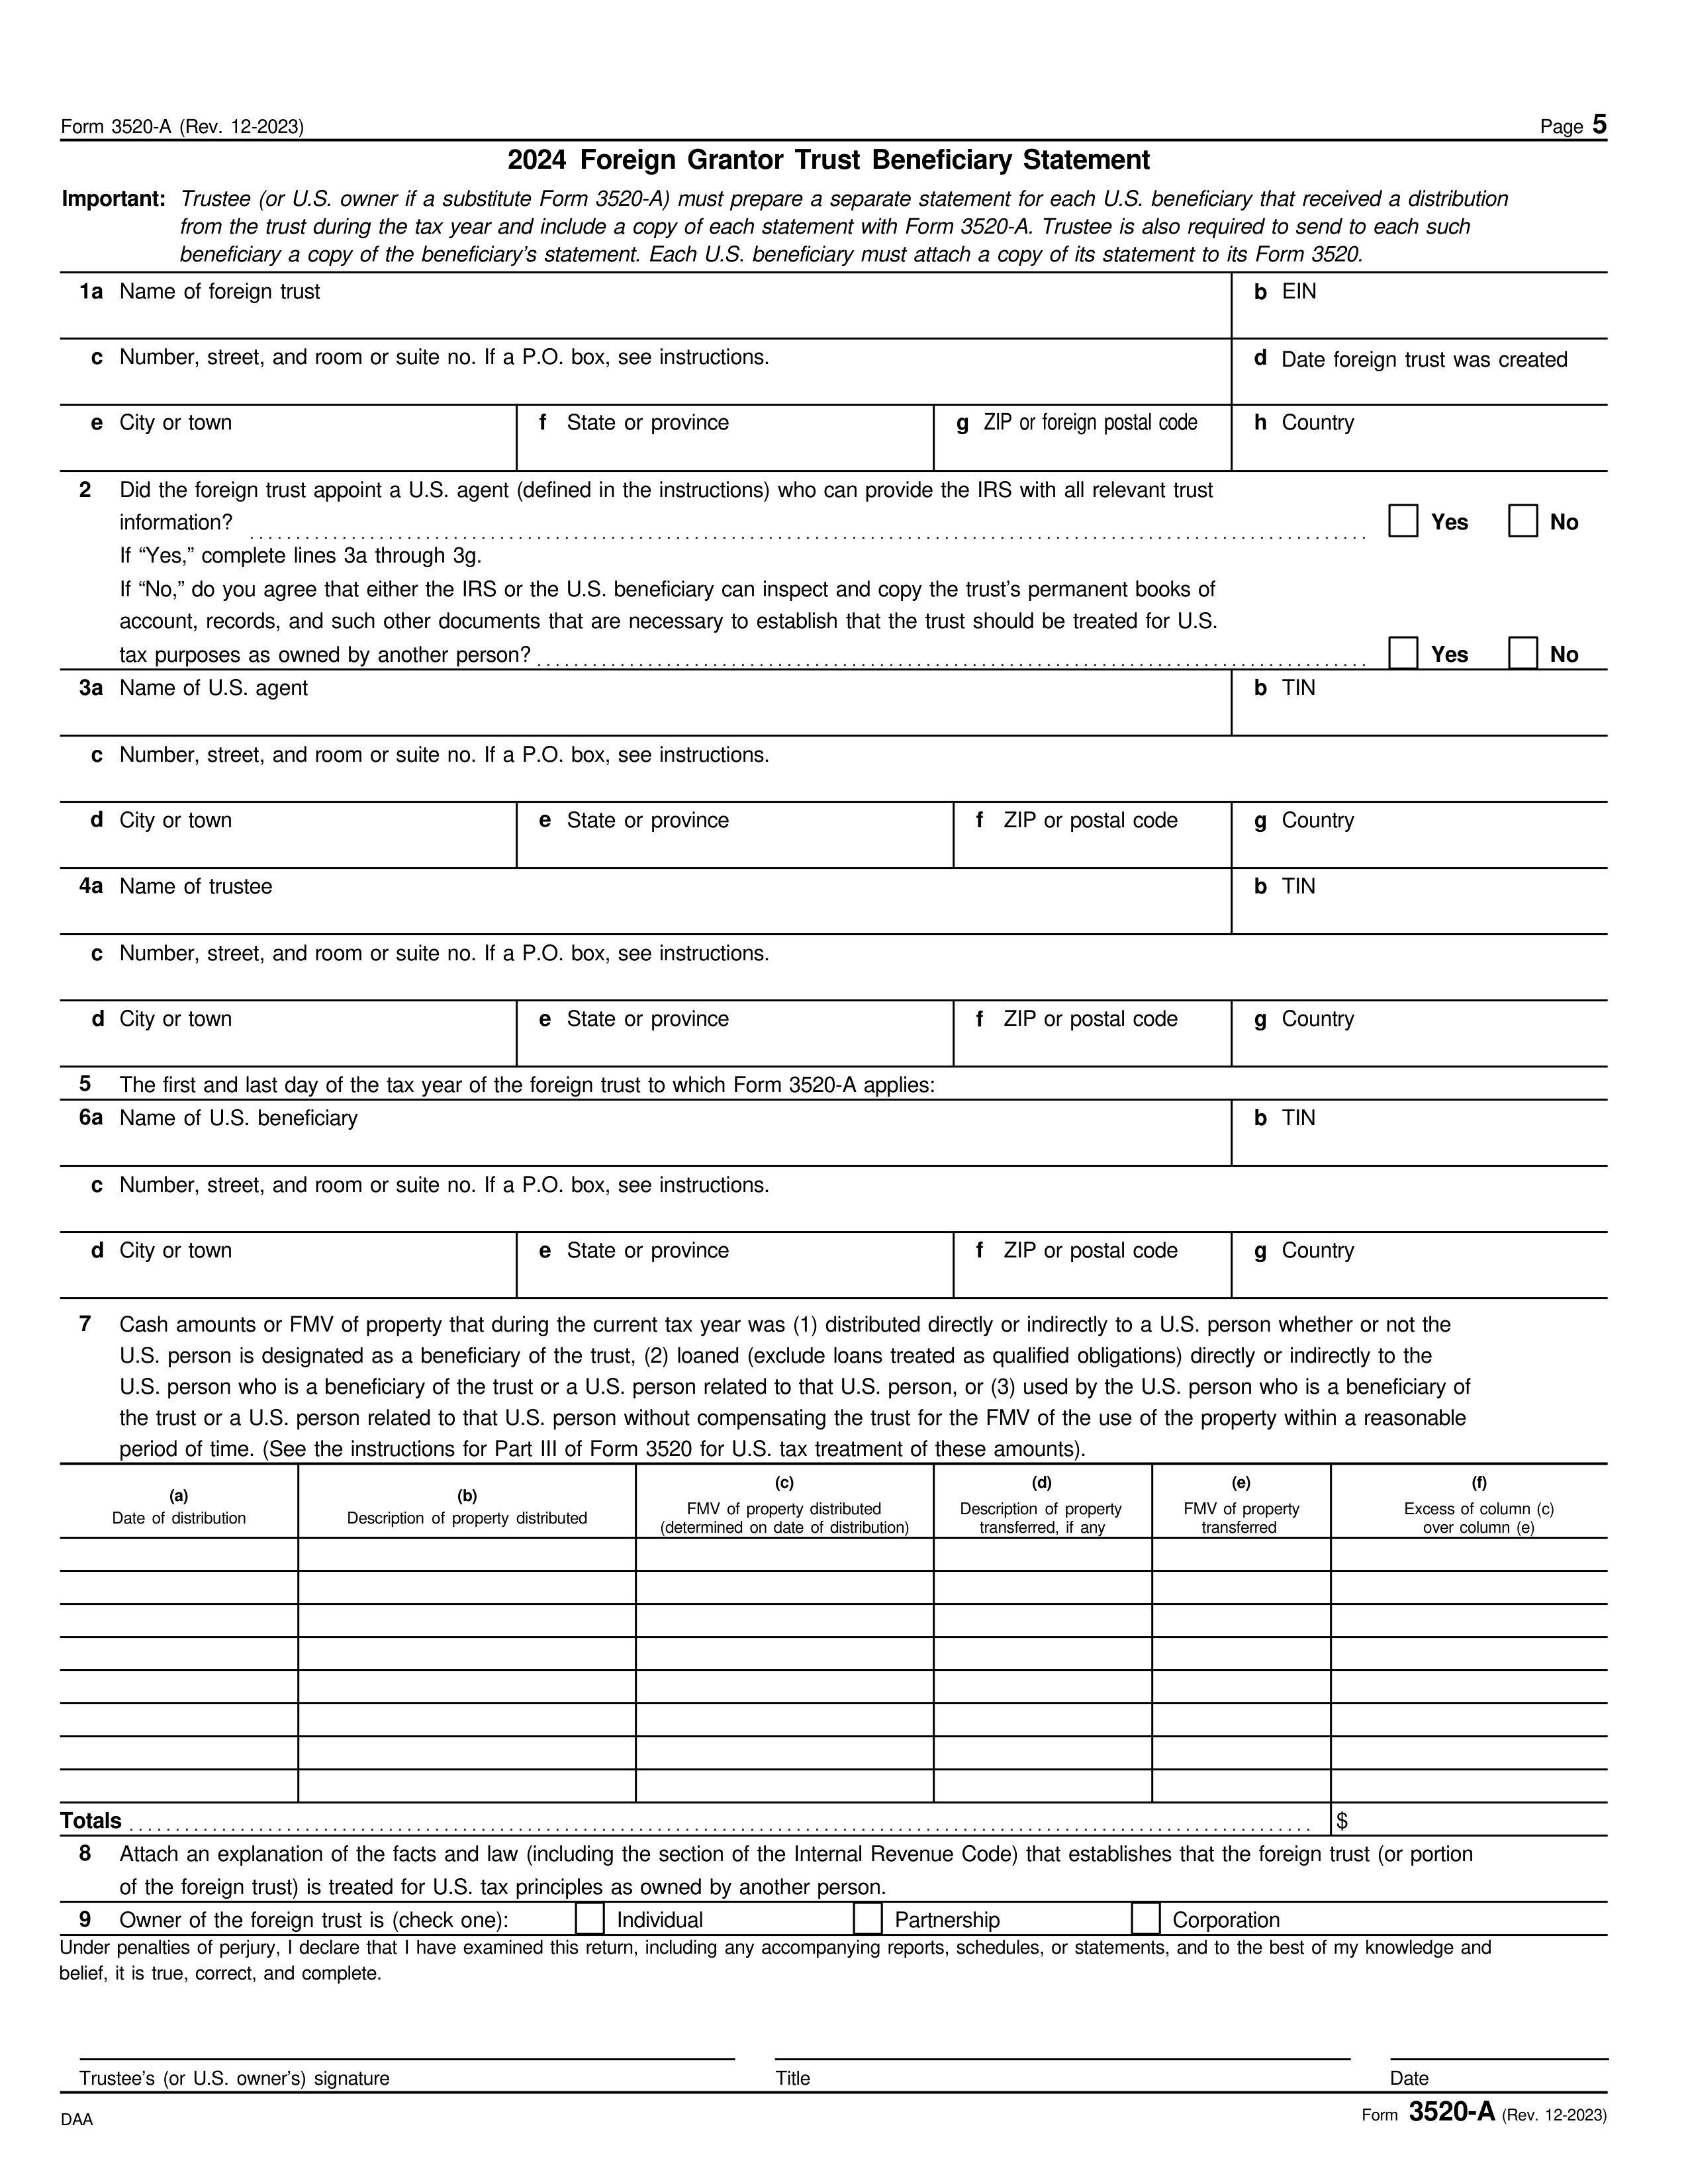 Form 3520-A (Rev. 12-2023) Page 5
2024 Foreign Grantor Trust Beneficiary Statement
Important: Trustee (or U.S. owner if a substitute Form 3520-A) must prepare a separate statement for each U.S. beneficiary that received a distribution
from the trust during the tax year and include a copy of each statement with Form 3520-A. Trustee is also required to send to each such
beneficiary a copy of the beneficiary's statement. Each U.S. beneficiary must attach a copy of its statement to its Form 3520.
1a Name of foreign trust b EIN
c Number, street, and room or suite no. If a P.O. box, see instructions. d Date foreign trust was created
e City or town f State or province g ZIP or foreign postal code h Country
2 Did the foreign trust appoint a U.S. agent (defined in the instructions) who can provide the IRS with all relevant trust
information? Yes No
If “Yes,” complete lines 3a through 3g.
If “No,” do you agree that either the IRS or the U.S. beneficiary can inspect and copy the trust's permanent books of
account, records, and such other documents that are necessary to establish that the trust should be treated for U.S.
tax purposes as owned by another person? Yes No
3a Name of U.S. agent b TIN
c Number, street, and room or suite no. If a P.O. box, see instructions.
d City or town e State or province f ZIP or postal code g Country
4a Name of trustee b TIN
c Number, street, and room or suite no. If a P.O. box, see instructions.
d City or town e State or province f ZIP or postal code g Country
5 The first and last day of the tax year of the foreign trust to which Form 3520-A applies:
6a Name of U.S. beneficiary b TIN
c Number, street, and room or suite no. If a P.O. box, see instructions.
d City or town e State or province f ZIP or postal code g Country
7 Cash amounts or FMV of property that during the current tax year was (1) distributed directly or indirectly to a U.S. person whether or not the
U.S. person is designated as a beneficiary of the trust, (2) loaned (exclude loans treated as qualified obligations) directly or indirectly to the
U.S. person who is a beneficiary of the trust or a U.S. person related to that U.S. person, or (3) used by the U.S. person who is a beneficiary of
the trust or a U.S. person related to that U.S. person without compensating the trust for the FMV of the use of the property within a reasonable
period of time. (See the instructions for Part III of Form 3520 for U.S. tax treatment of these amounts).
(a) (b) (c) (d) (e) (f)
Date of distribution Description of property distributed FMV of property distributed Description of property FMV of property Excess of column (c)
(determined on date of distribution) transferred, if any transferred over column (e)
Totals $
8 Attach an explanation of the facts and law (including the section of the Internal Revenue Code) that establishes that the foreign trust (or portion
of the foreign trust) is treated for U.S. tax principles as owned by another person.
9 Owner of the foreign trust is (check one): Individual Partnership Corporation
Under penalties of perjury, I declare that I have examined this return, including any accompanying reports, schedules, or statements, and to the best of my knowledge and
belief, it is true, correct, and complete.
Trustee's (or U.S. owner's) signature Title Date
DAA Form 3520-A (Rev. 12-2023)